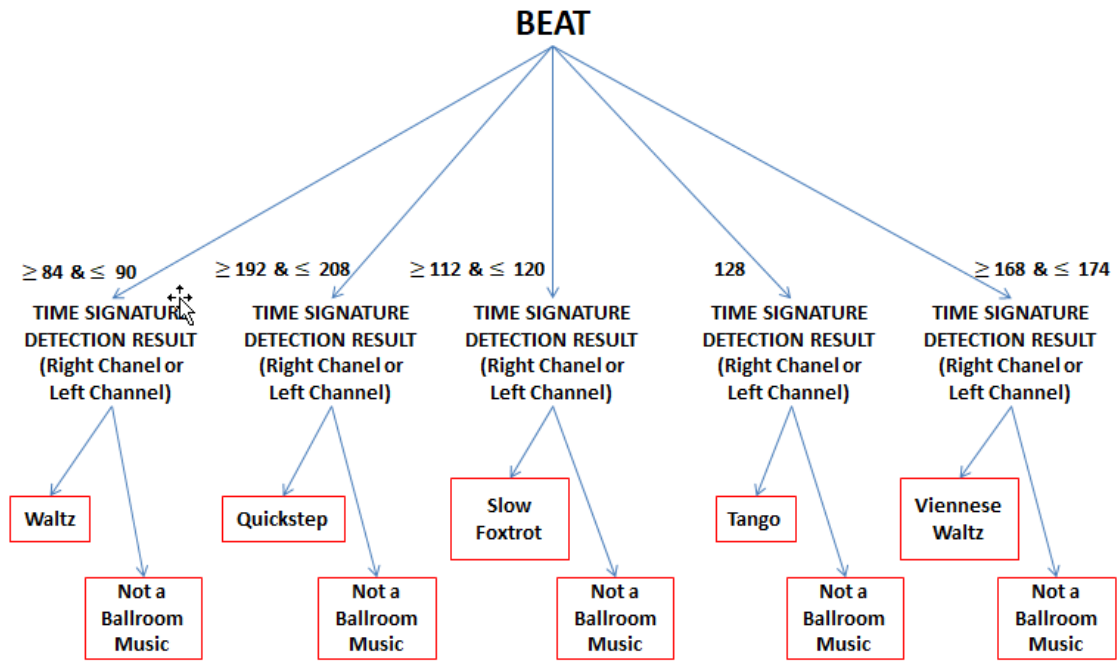 BEAT
≥ 84 & ≤ 90
≥ 192 & ≤ 208
≥ 112 & ≤ 120
128
≥ 168 & ≤ 174
TIME SIGNATURE
DETECTION RESULT
(Right Chanel or
Left Channel)
TIME SIGNATURE
DETECTION RESULT
(Right Chanel or
Left Channel)
TIME SIGNATURE
DETECTION RESULT
(Right Chanel or
Left Channel)
TIME SIGNATURE
DETECTION RESULT
(Right Chanel or
Left Channel)
TIME SIGNATURE
DETECTION RESULT
(Right Chanel or
Left Channel)
Waltz
Quickstep
Slow
Foxtrot
Tango
Viennese
Waltz
Not a
Ballroom
Music
Not a
Ballroom
Music
Not a
Ballroom
Music
Not a
Ballroom
Music
Not a
Ballroom
Music